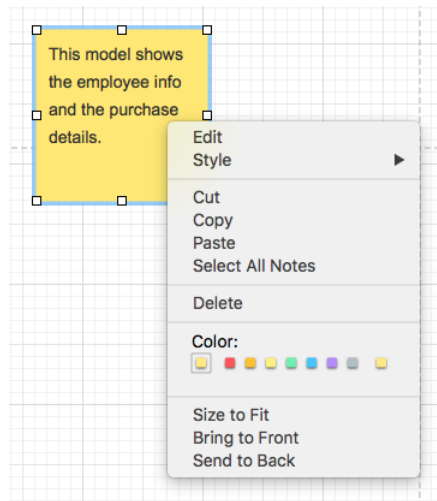 This model shows
the employee info
and the purchase
details.
Edit
Style
Cut
Copy
Paste
Select All Notes
Delete
Color:
Size to Fit
Bring to Front
Send to Back